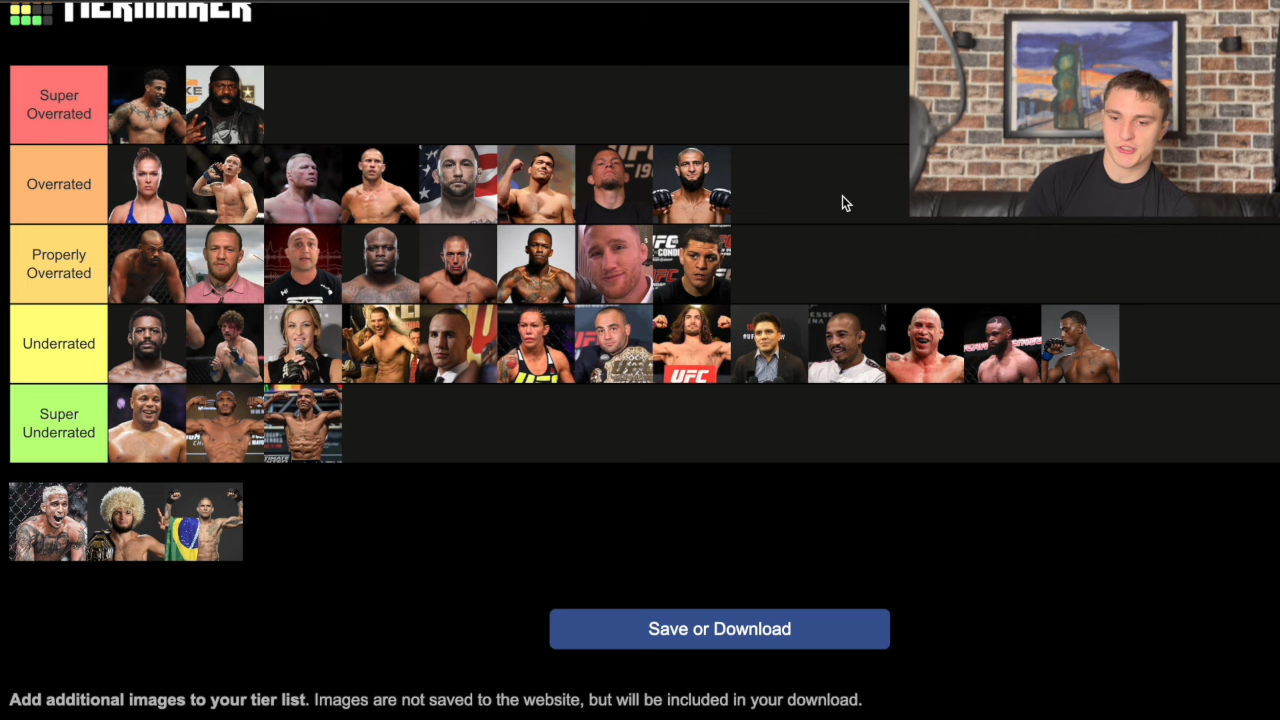 TIERMAKER
Super
Overrated
Overrated
Properly
Overrated
Underrated
Super
Underrated
UFC
Save or Download
Add additional images to your tier list. Images are not saved to the website, but will be included in your download.